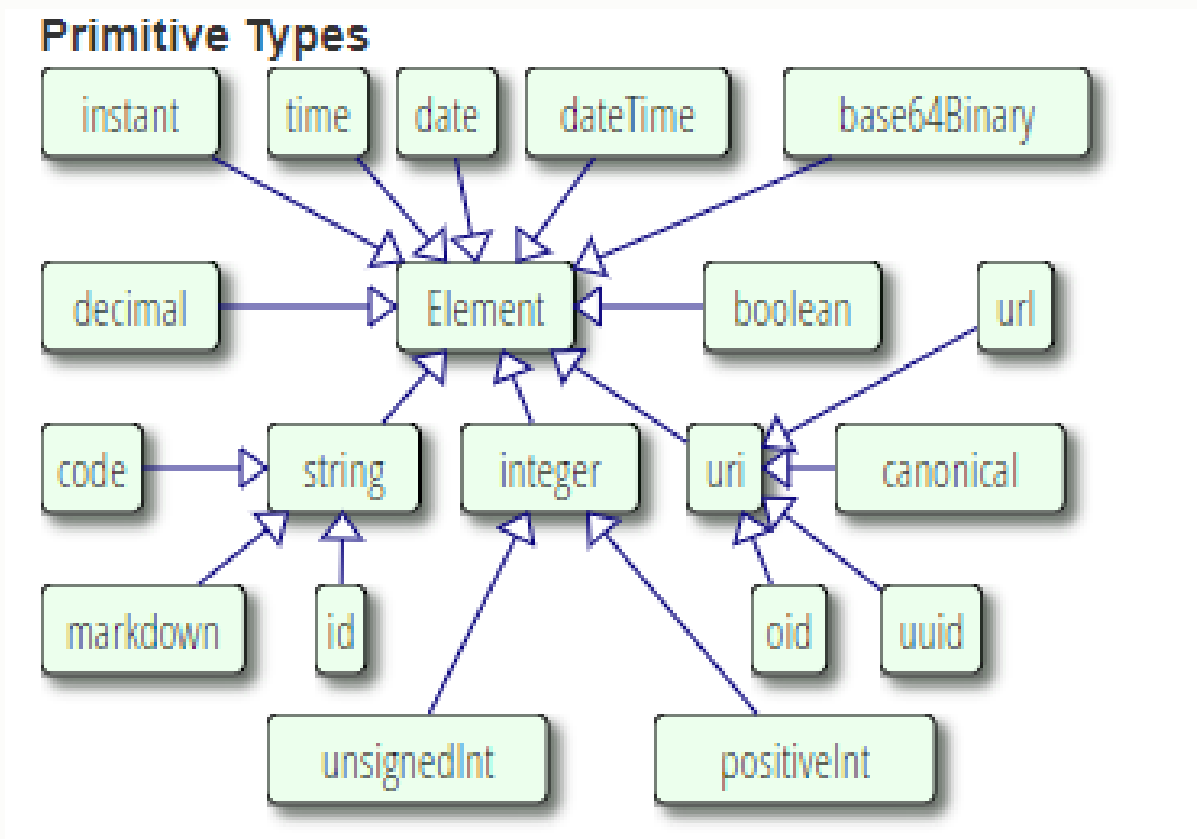 Primitive Types
instant
time
date
dateTime
base64Binary
decimal
Element
boolean
url
code
string
integer
uri
canonical
markdown
id
oid
uuid
unsignedInt
positiveInt